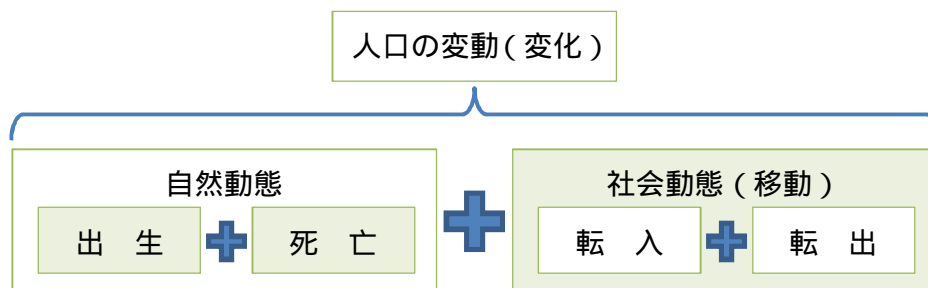 人口の変動(変化)
自然動態
社会動態(移動)
出 生
死 亡
転 入
転 出